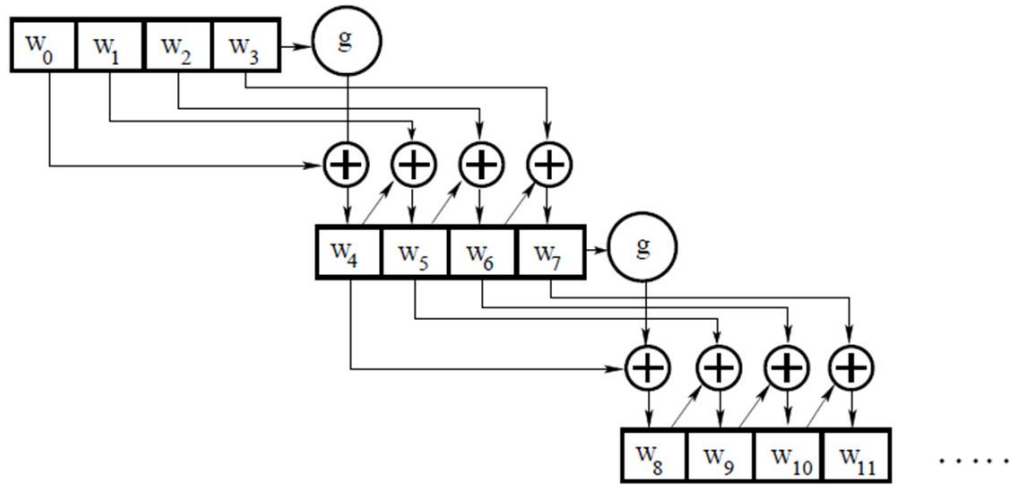 w0 w1 w2 w3 g
+ + + +
w4 w5 w6 w7 g
+ + + +
w8 w9 w10 w11 .....